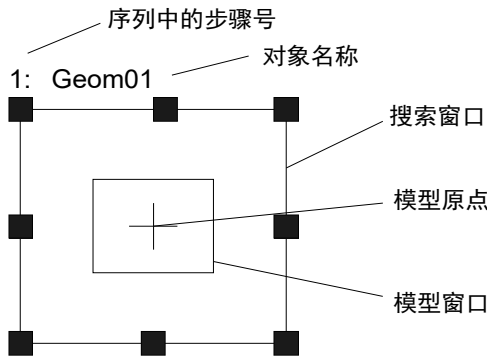 序列中的步骤号
对象名称
1: Geom01
搜索窗口
模型原点
模型窗口